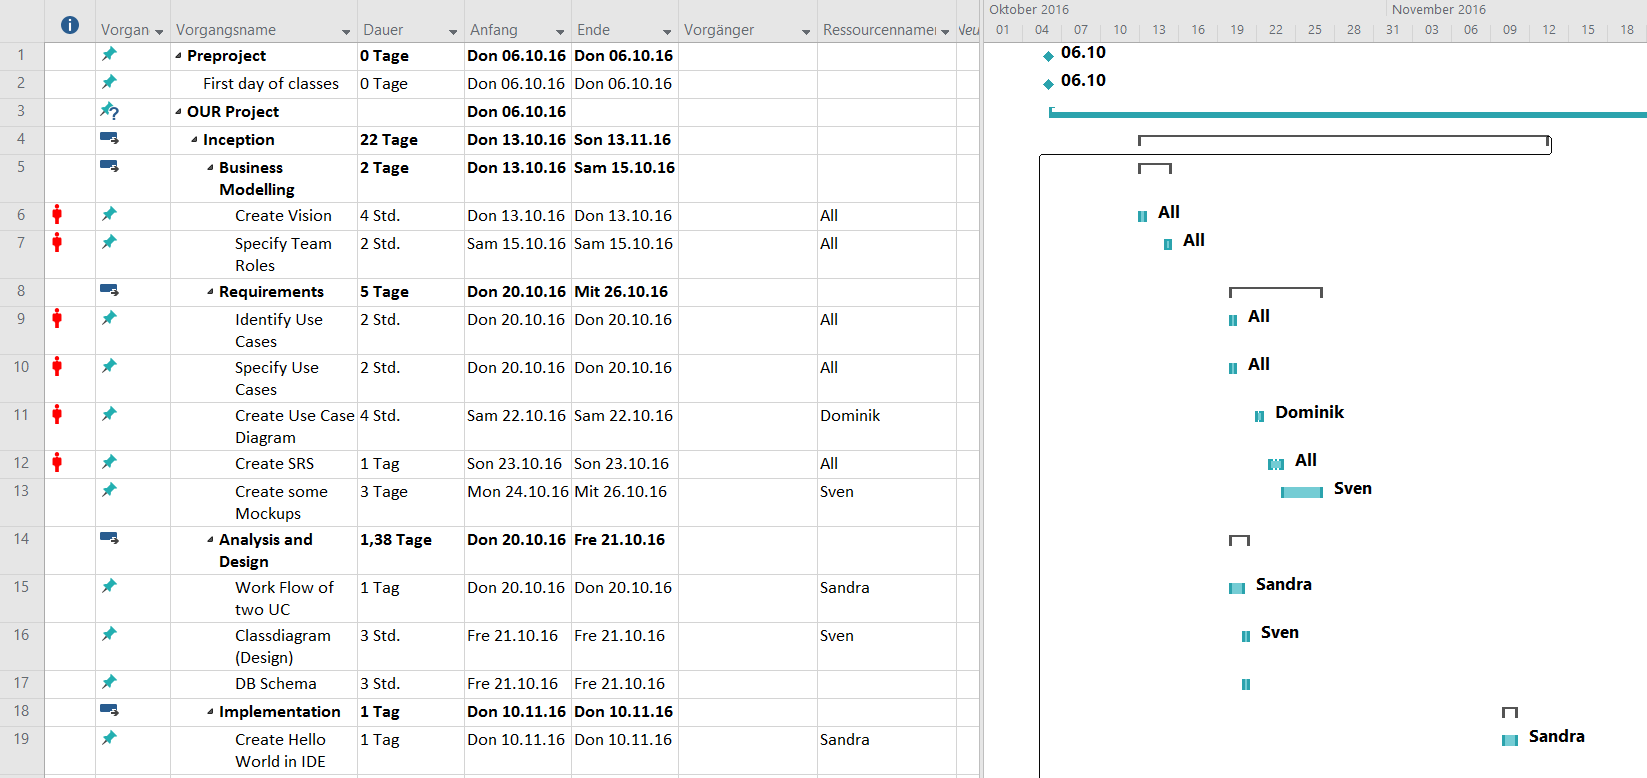 Oktober 2016 November 2016
Vorgan Vorgangsname Dauer Anfang Ende Vorgänger Ressourcenname 01 04 07 10 13 16 19 22 25 28 31 03 06 09 12 15 18
1 Preproject 0 Tage Don 06.10.16 Don 06.10.16 06.10
2 First day of classes 0 Tage Don 06.10.16 Don 06.10.16 06.10
3 OUR Project Don 06.10.16
4 Inception 22 Tage Don 13.10.16 Son 13.11.16
5 Business 2 Tage Don 13.10.16 Sam 15.10.16
Modelling
6 Create Vision 4 Std. Don 13.10.16 Don 13.10.16 All All
7 Specify Team 2 Std. Sam 15.10.16 Sam 15.10.16 All All
Roles
8 Requirements 5 Tage Don 20.10.16 Mit 26.10.16
9 Identify Use 2 Std. Don 20.10.16 Don 20.10.16 All All
Cases
10 Specify Use 2 Std. Don 20.10.16 Don 20.10.16 All All
Cases
11 Create Use Case 4 Std. Sam 22.10.16 Sam 22.10.16 Dominik Dominik
Diagram
12 Create SRS 1 Tag Son 23.10.16 Son 23.10.16 All All
13 Create some 3 Tage Mon 24.10.16 Mit 26.10.16 Sven Sven
Mockups
14 Analysis and 1,38 Tage Don 20.10.16 Fre 21.10.16
Design
15 Work Flow of 1 Tag Don 20.10.16 Don 20.10.16 Sandra Sandra
two UC
16 Classdiagram 3 Std. Fre 21.10.16 Fre 21.10.16 Sven Sven
(Design)
17 DB Schema 3 Std. Fre 21.10.16 Fre 21.10.16
18 Implementation 1 Tag Don 10.11.16 Don 10.11.16
19 Create Hello 1 Tag Don 10.11.16 Don 10.11.16 Sandra Sandra
World in IDE